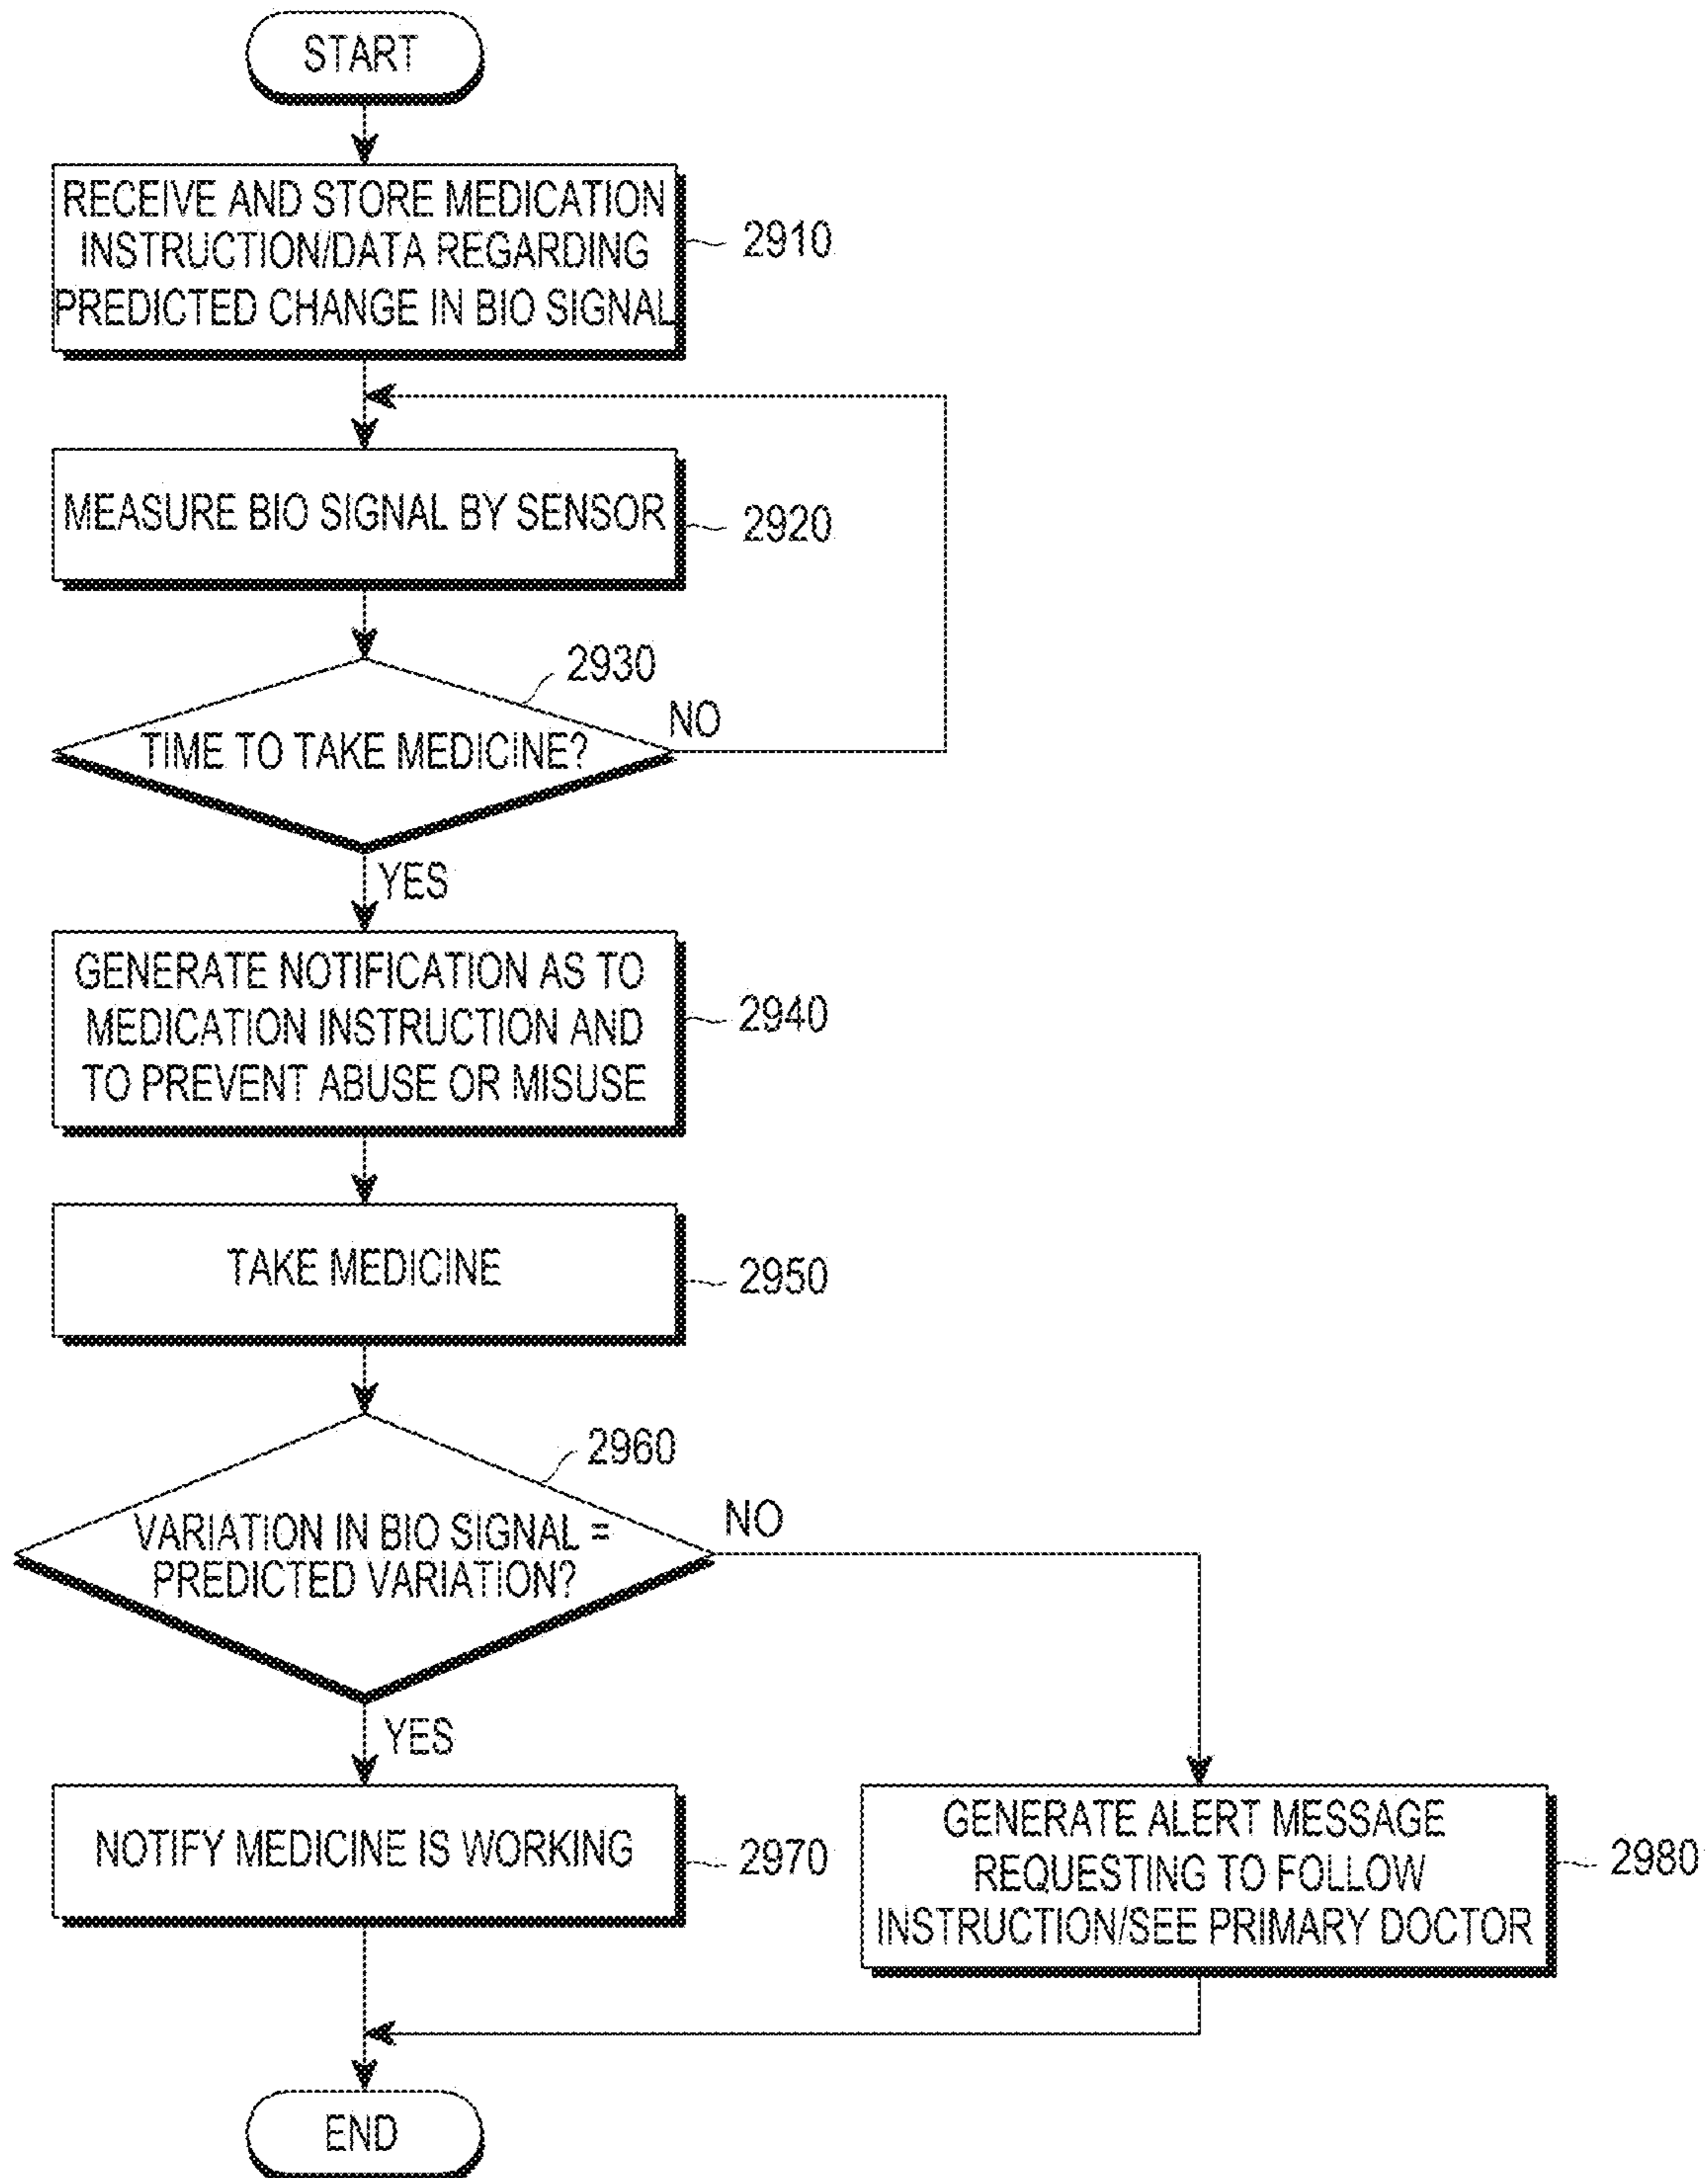 START
RECEIVE AND STORE MEDICATION
INSTRUCTION/DATA REGARDING
PREDICTED CHANGE IN BIO SIGNAL
2910
MEASURE BIO SIGNAL BY SENSOR
2920
2930
TIME TO TAKE MEDICINE?
NO
YES
GENERATE NOTIFICATION AS TO
MEDICATION INSTRUCTION AND
TO PREVENT ABUSE OR MISUSE
2940
TAKE MEDICINE
2950
2960
VARIATION IN BIO SIGNAL =
PREDICTED VARIATION?
NO
YES
NOTIFY MEDICINE IS WORKING
2970
GENERATE ALERT MESSAGE
REQUESTING TO FOLLOW
INSTRUCTION/SEE PRIMARY DOCTOR
2980
END